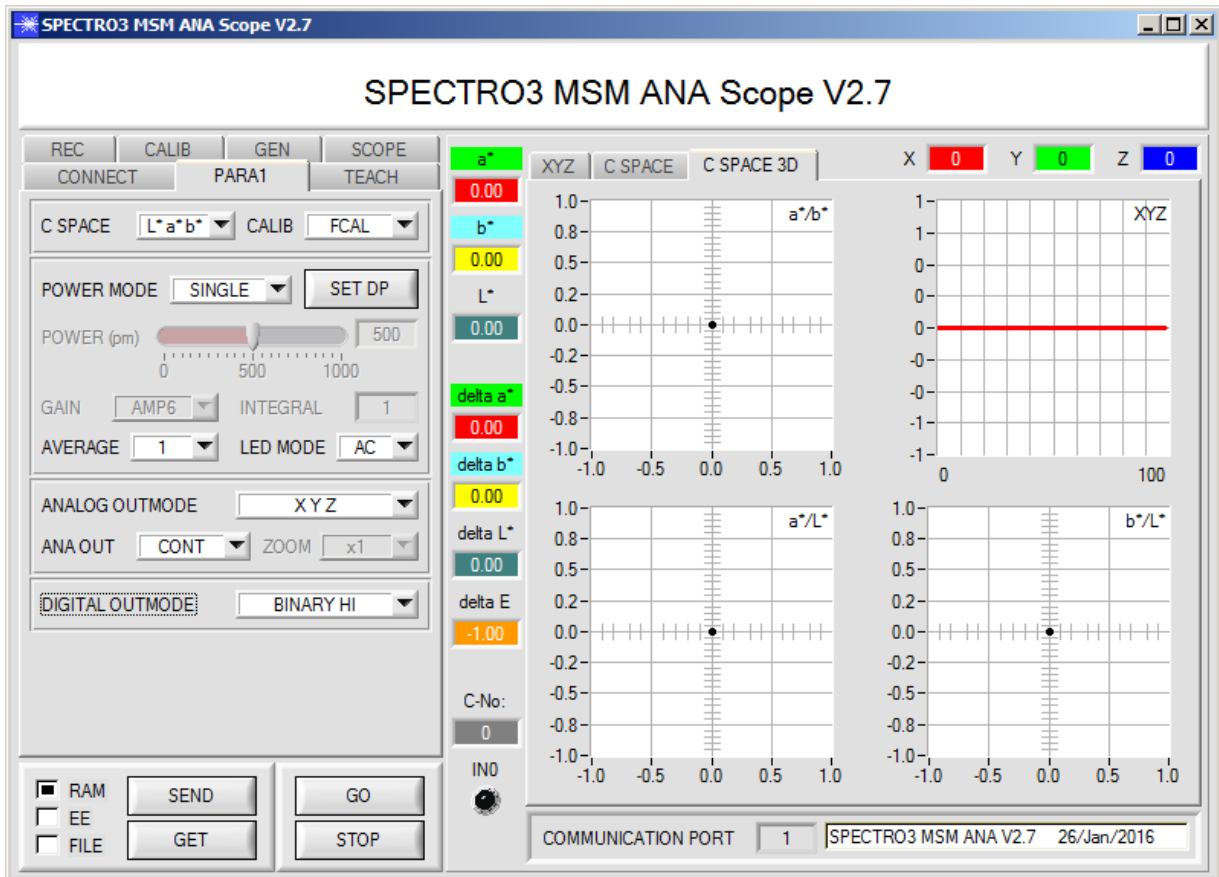 SPECTRO3 MSM ANA Scope V2.7
SPECTRO3 MSM ANA Scope V2.7
REC CALIB GEN SCOPE
CONNECT PARA1 TEACH
C SPACE L*a*b* CALIB FCAL
POWER MODE SINGLE SET DP
POWER (pm) 500
0 500 1000
GAIN AMP6 INTEGRAL 1
AVERAGE 1 LED MODE AC
ANALOG OUTMODE X Y Z
ANA OUT CONT ZOOM x1
DIGITAL OUTMODE BINARY HI
RAM
EE
FILE
SEND
GET
GO
STOP
a*
0.00
b*
0.00
L*
0.00
delta a*
0.00
delta b*
0.00
delta L*
0.00
delta E
-1.00
C-No:
0
IN0
XYZ C SPACE C SPACE 3D
X 0 Y 0 Z 0
a*/b*
1.0
0.8
0.5
0.2
0.0
-0.2
-0.5
-0.8
-1.0
-1.0 -0.5 0.0 0.5 1.0
XYZ
1
1
0
0
0
-0
-0
-1
-1
0 100
a*/L*
1.0
0.8
0.5
0.2
0.0
-0.2
-0.5
-0.8
-1.0
-1.0 -0.5 0.0 0.5 1.0
b*/L*
1.0
0.8
0.5
0.2
0.0
-0.2
-0.5
-0.8
-1.0
-1.0 -0.5 0.0 0.5 1.0
COMMUNICATION PORT 1 SPECTRO3 MSM ANA V2.7 26/Jan/2016